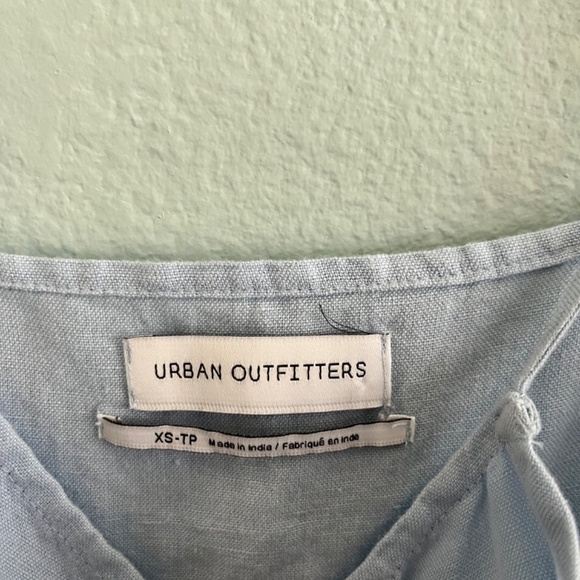 URBAN OUTFITTERS
XS-TP Made in India / Fabriqué en Inde